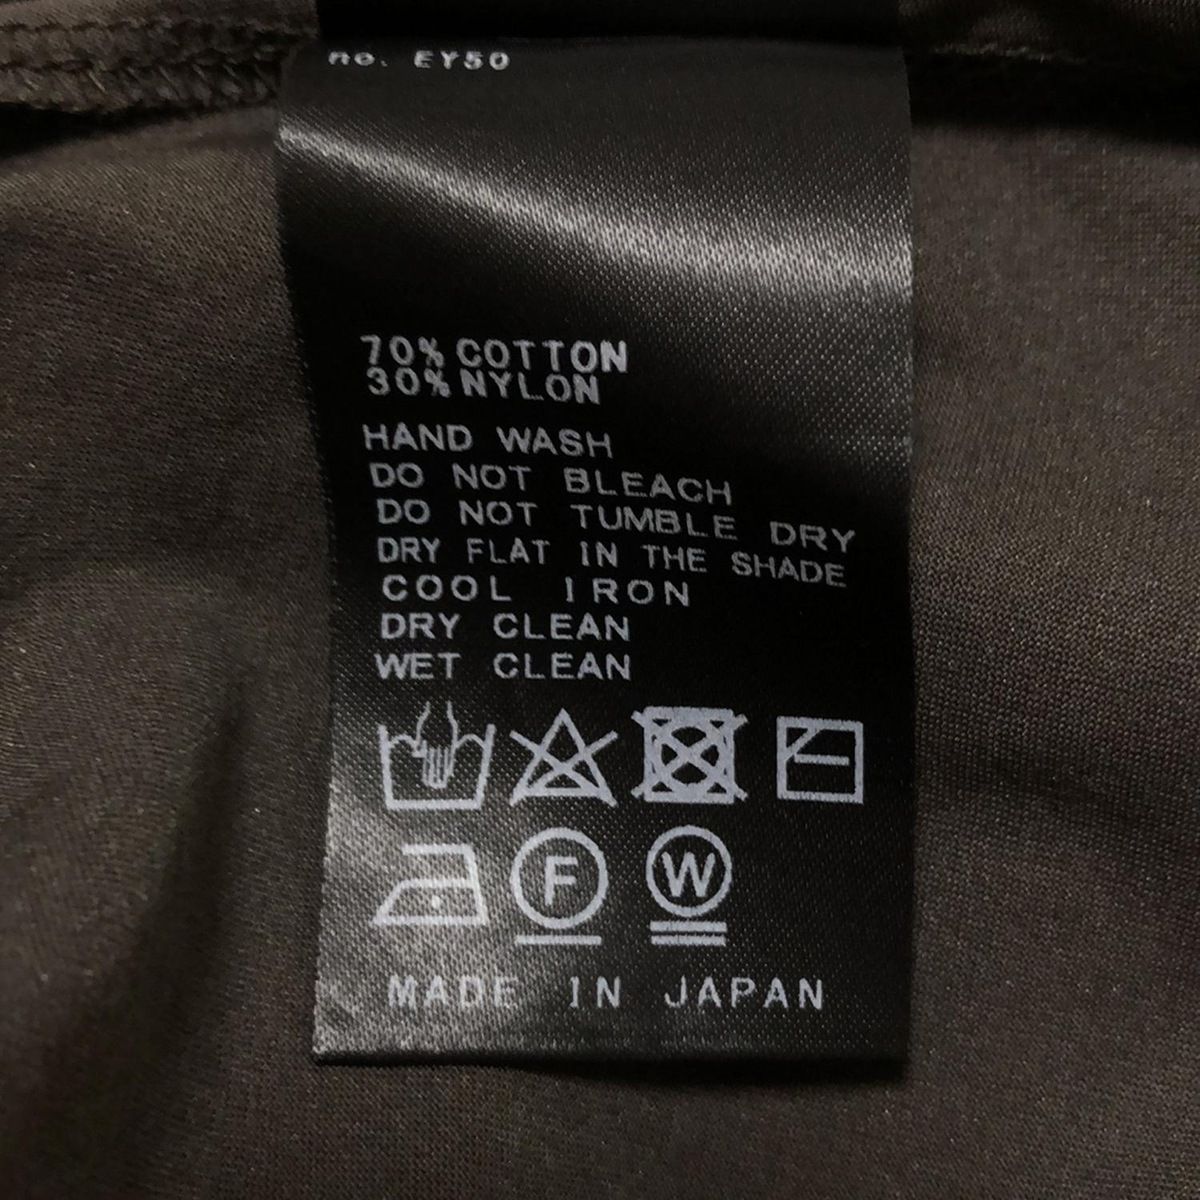 no. EY50
70% COTTON
30% NYLON
HAND WASH
DO NOT BLEACH
DO NOT TUMBLE DRY
DRY FLAT IN THE SHADE
COOL IRON
DRY CLEAN
WET CLEAN
F W
MADE IN JAPAN